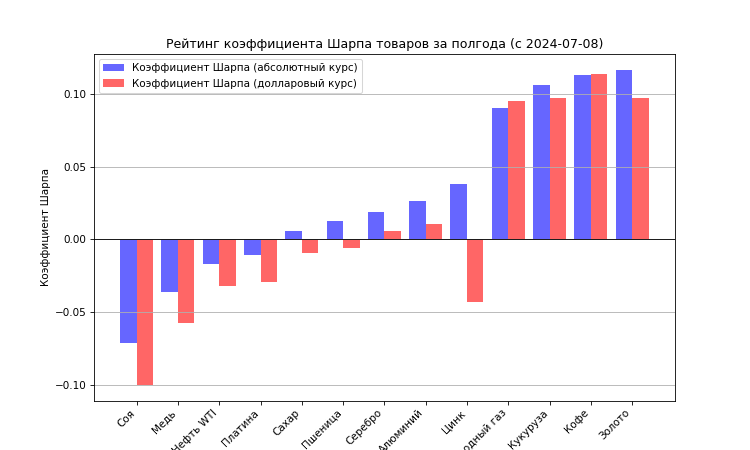 Рейтинг коэффициента Шарпа товаров за полгода (с 2024-07-08)
Коэффициент Шарпа (абсолютный курс)
Коэффициент Шарпа (долларовый курс)
Коэффициент Шарпа
0.10
0.05
0.00
−0.05
−0.10
Соя
Медь
Нефть WTI
Платина
Сахар
Пшеница
Серебро
Алюминий
Цинк
одный газ
Кукуруза
Кофе
Золото